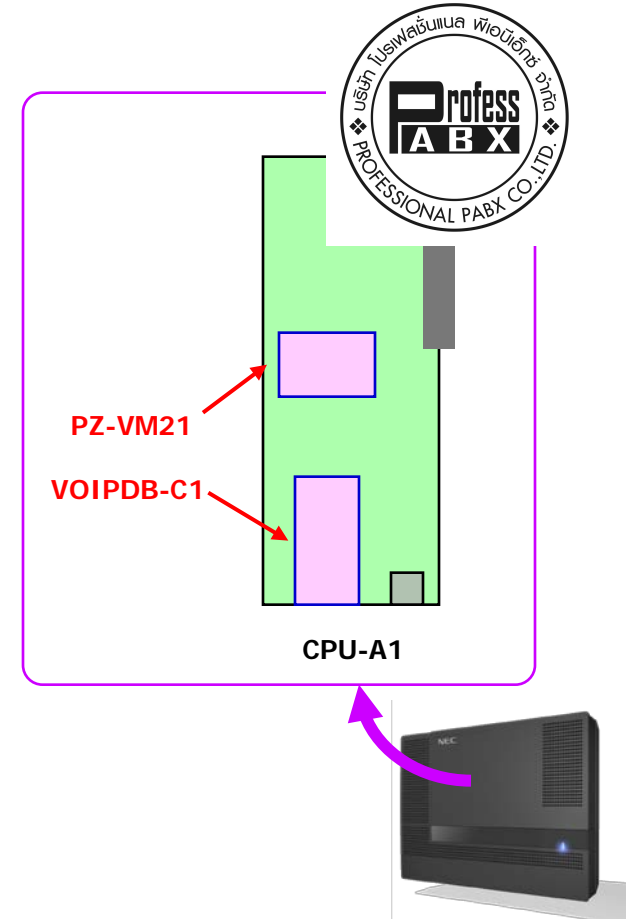 บริษัท โปรเฟสชั่นแนล พีเอบีเอ็กซ์ จำกัด
Profess
PABX
PROFESSIONAL PABX CO.,LTD.
PZ-VM21
VOIPDB-C1
CPU-A1
NEC